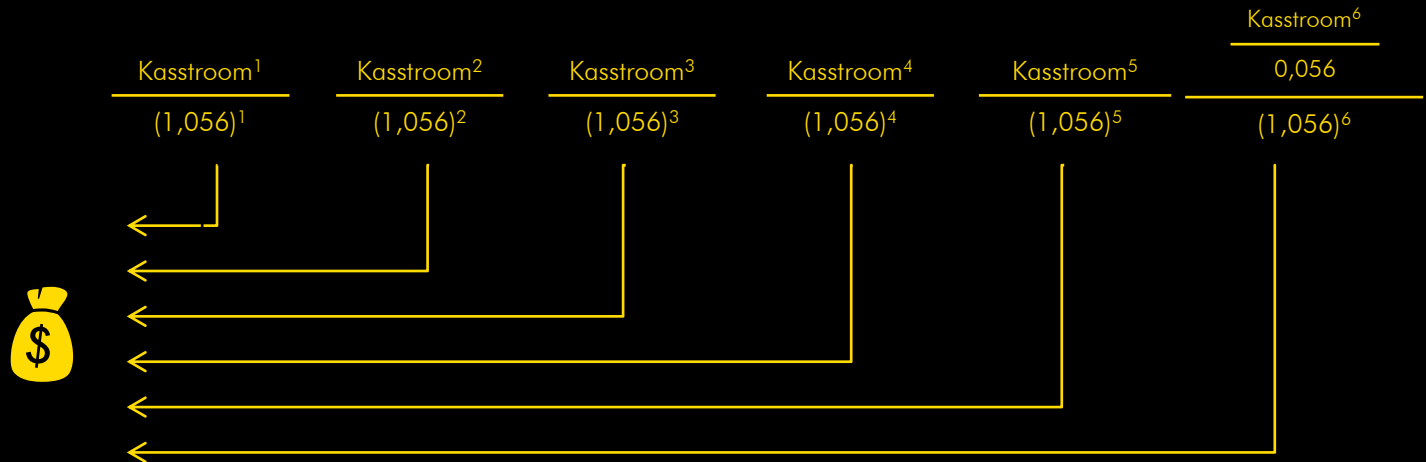 Kasstroom⁶
Kasstroom¹ Kasstroom² Kasstroom³ Kasstroom⁴ Kasstroom⁵ 0,056
(1,056)¹ (1,056)² (1,056)³ (1,056)⁴ (1,056)⁵ (1,056)⁶
$